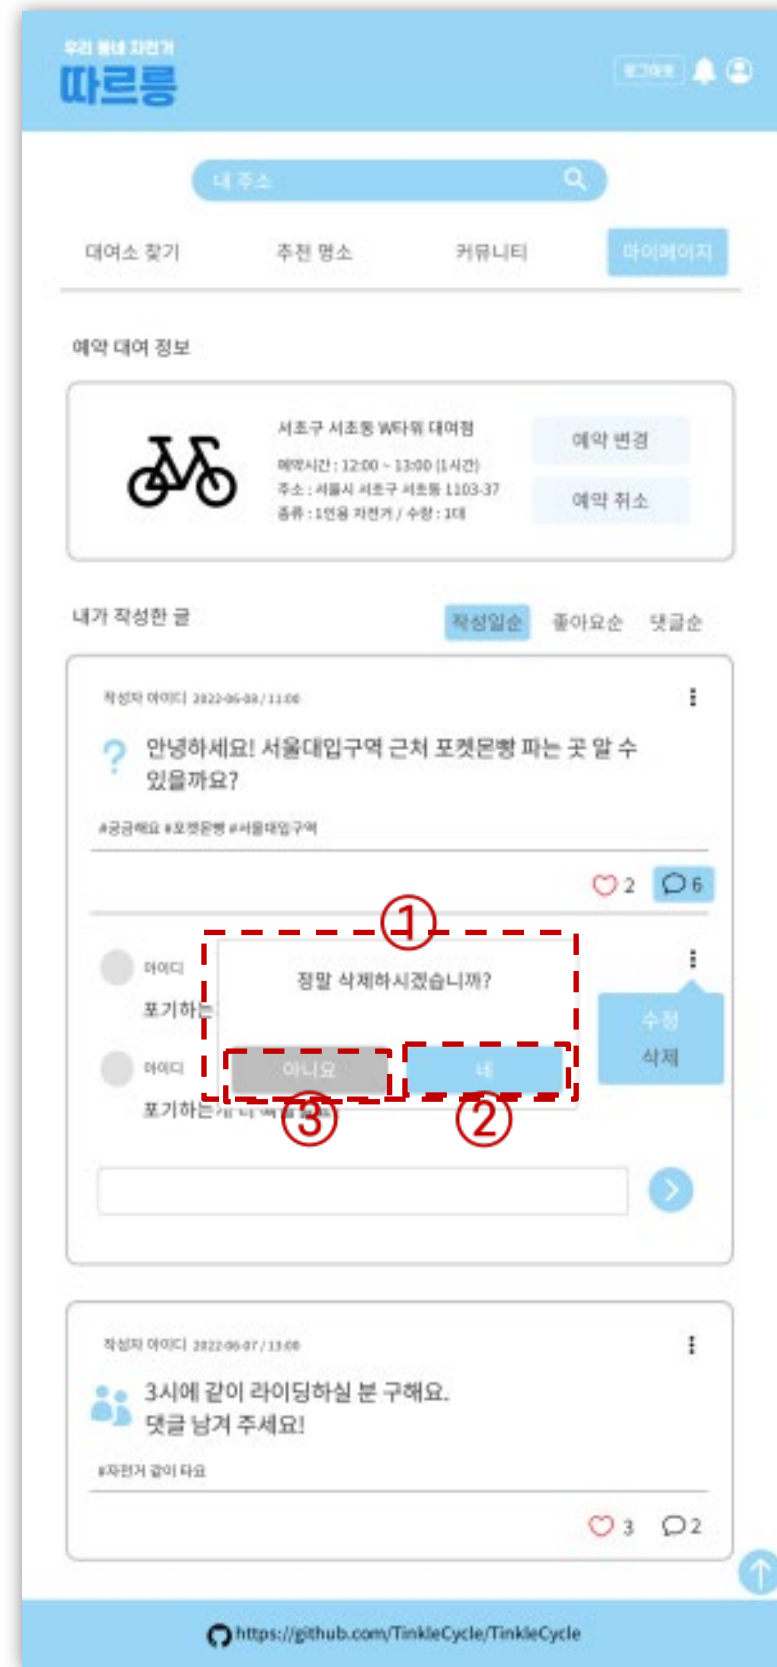 우리 동네 자전거
따르릉
로그아웃
내 주소
대여소 찾기 추천 명소 커뮤니티 마이페이지
예약 대여 정보
서초구 서초동 W타워 대여점
예약시간 : 12:00 ~ 13:00 (1시간)
주소 : 서울시 서초구 서초동 1103-37
종류 : 1인용 자전거 / 수량 : 1대
예약 변경
예약 취소
내가 작성한 글
작성일순 좋아요순 댓글순
작성자 아이디 2022-06-08 / 11:00
안녕하세요! 서울대입구역 근처 포켓몬빵 파는 곳 알 수
있을까요?
#궁금해요 #포켓몬빵 #서울대입구역
2 6
①
아이디
정말 삭제하시겠습니까?
포기하는
수정
삭제
아이디
아니요 네
포기하는게 더
③ ②
작성자 아이디 2022-06-07 / 13:00
3시에 같이 라이딩하실 분 구해요.
댓글 남겨 주세요!
#자전거 같이 타요
3 2
https://github.com/TinkleCycle/TinkleCycle